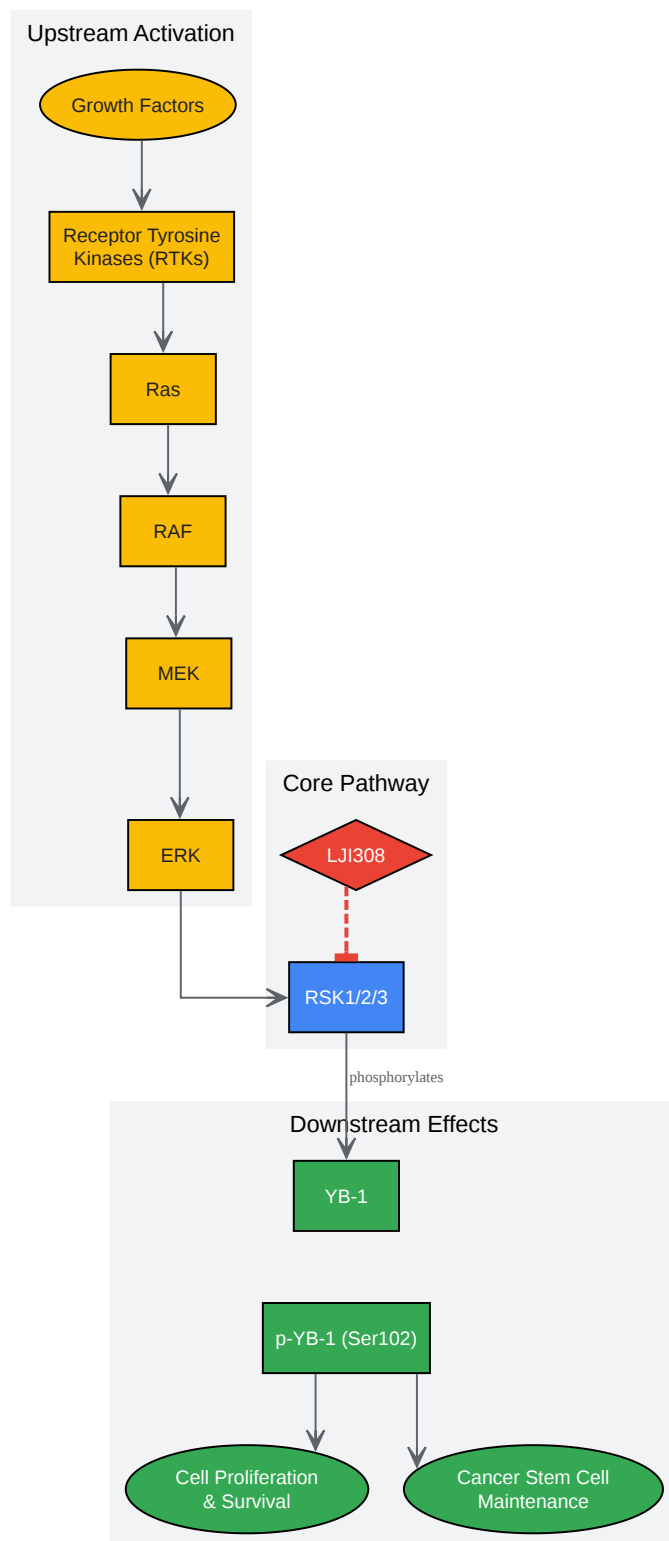 Upstream Activation
Growth Factors
Receptor Tyrosine
Kinases (RTKs)
Ras
RAF
MEK
ERK
Core Pathway
LJI308
RSK1/2/3
phosphorylates
Downstream Effects
YB-1
p-YB-1 (Ser102)
Cell Proliferation
& Survival
Cancer Stem Cell
Maintenance